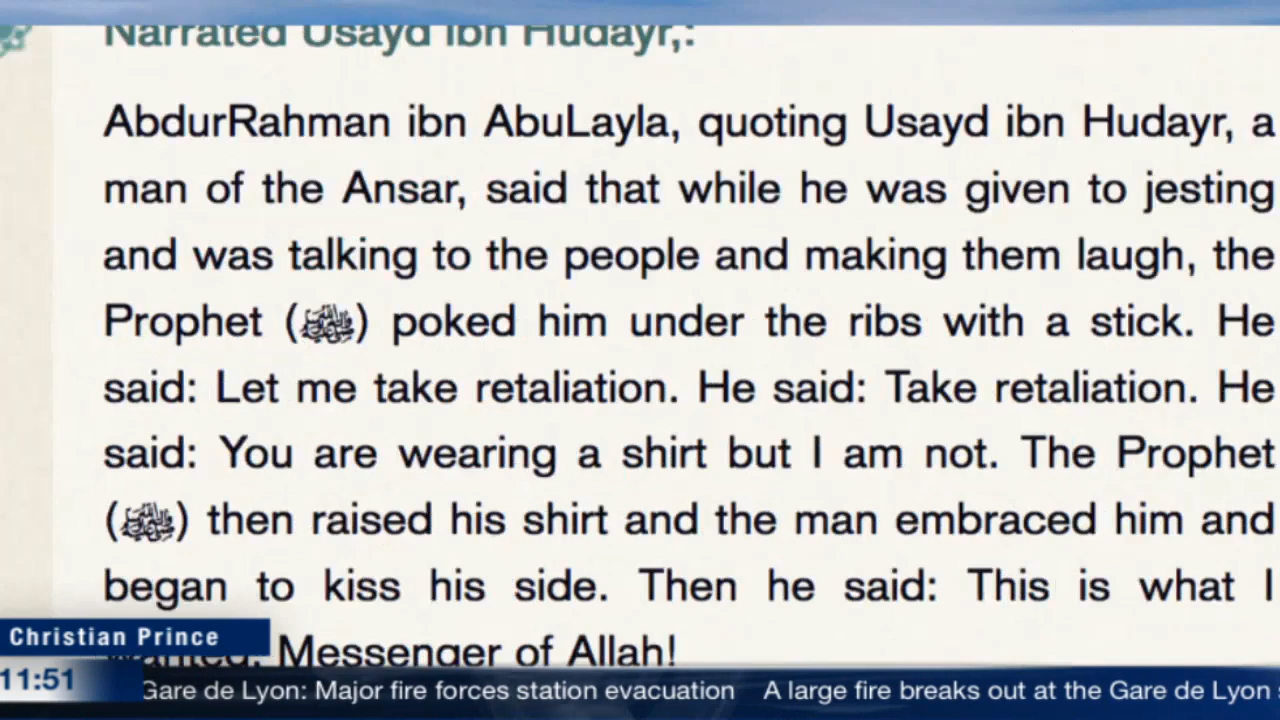 Narrated Usayd ibn Hudayr,:
AbdurRahman ibn AbuLayla, quoting Usayd ibn Hudayr, a
man of the Ansar, said that while he was given to jesting
and was talking to the people and making them laugh, the
Prophet (ﷺ) poked him under the ribs with a stick. He
said: Let me take retaliation. He said: Take retaliation. He
said: You are wearing a shirt but I am not. The Prophet
(ﷺ) then raised his shirt and the man embraced him and
began to kiss his side. Then he said: This is what I
wanted, Messenger of Allah!
Christian Prince
11:51
Gare de Lyon: Major fire forces station evacuation A large fire breaks out at the Gare de Lyon